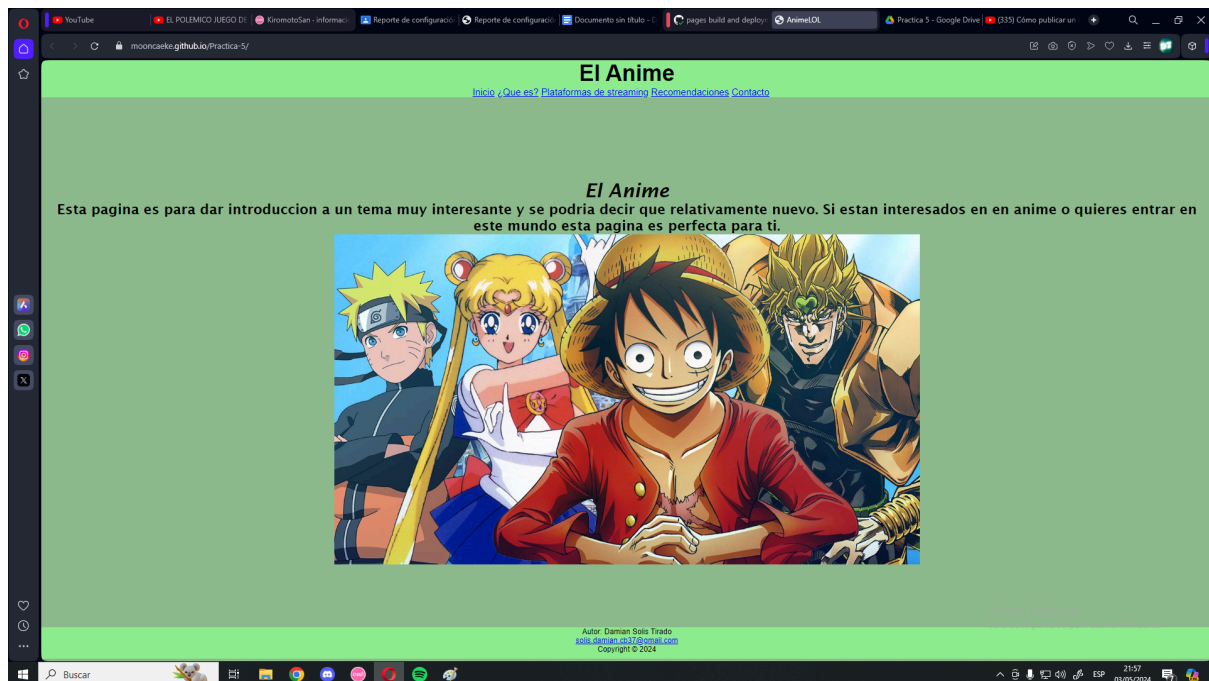 YouTube
EL POLEMICO JUEGO DE
KiromotoSan - informaci
Reporte de configuració
Reporte de configuració
Documento sin título - D
pages build and deploy
AnimeLOL
Practica 5 - Google Drive
(335) Cómo publicar un
mooncaeke.github.io/Practica-5/
El Anime
Inicio ¿Que es? Plataformas de streaming Recomendaciones Contacto
El Anime
Esta pagina es para dar introduccion a un tema muy interesante y se podria decir que relativamente nuevo. Si estan interesados en en anime o quieres entrar en
este mundo esta pagina es perfecta para ti.
Autor: Damian Solis Tirado
solis.damian.cb37@gmail.com
Copyright © 2024
Buscar
ESP
21:57
03/05/2024